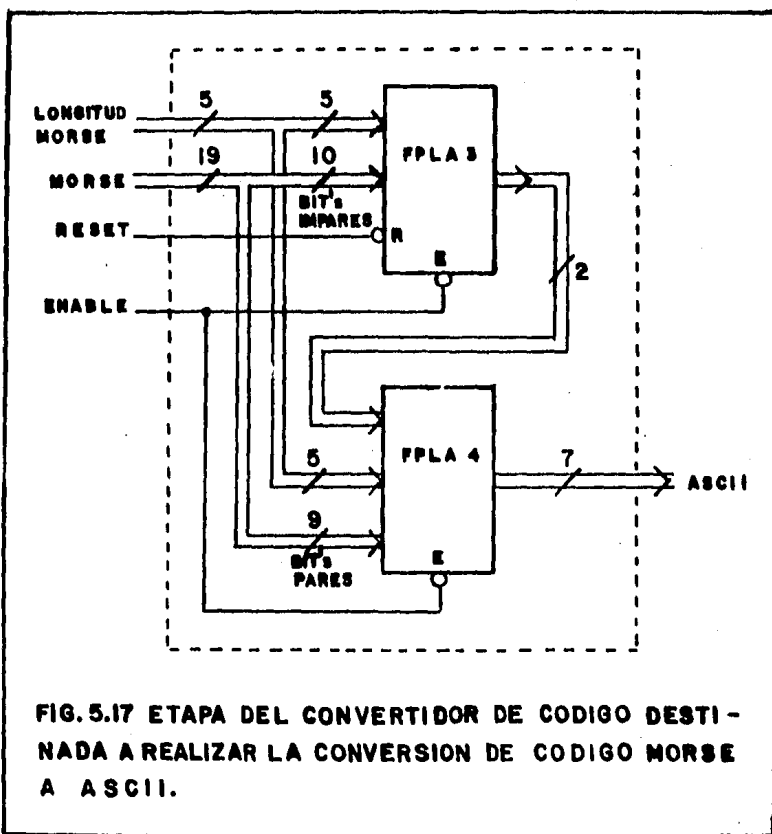 LONGITUD
MORSE
5
5
FPLA 3
MORSE
19
10
BIT's
IMPARES
RESET
R
E
ENABLE
2
FPLA 4
5
7
ASCII
9
BIT's
PARES
E
FIG. 5.17 ETAPA DEL CONVERTIDOR DE CODIGO DESTI-
NADA A REALIZAR LA CONVERSION DE CODIGO MORSE
A ASCII.